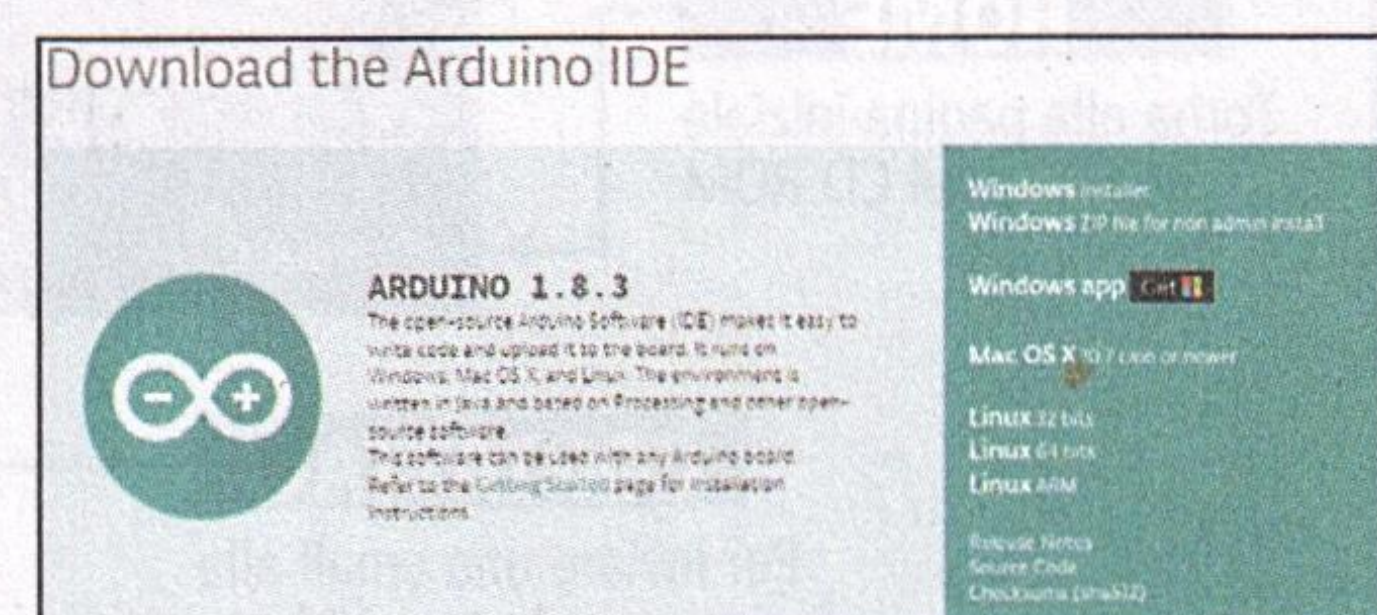 Download the Arduino IDE
ARDUINO 1.8.3
The open-source Arduino Software (IDE) makes it easy to
write code and upload it to the board. It runs on
Windows, Mac OS X, and Linux. The environment is
written in Java and based on Processing and other open-
source software.
This software can be used with any Arduino board.
Refer to the Getting Started page for installation
instructions.
Windows Installer
Windows ZIP file for non admin install
Windows app Get
Mac OS X 10.7 Lion or newer
Linux 32 bits
Linux 64 bits
Linux ARM
Release Notes
Source Code
Checksums (sha512)